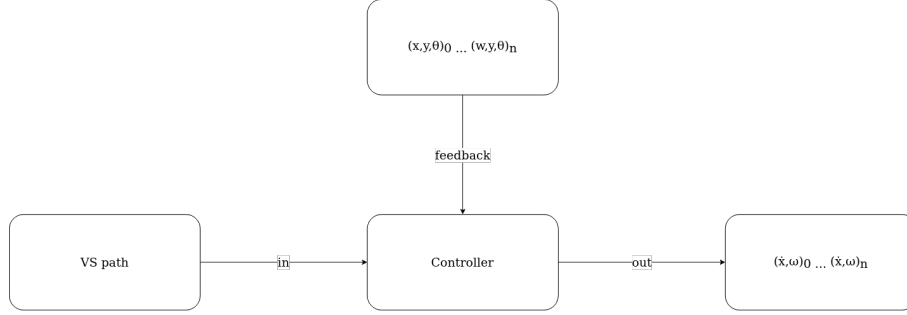 (x,y,θ)0 ... (w,y,θ)n
feedback
VS path
in
Controller
out
(ẋ,ω)0 ... (ẋ,ω)n